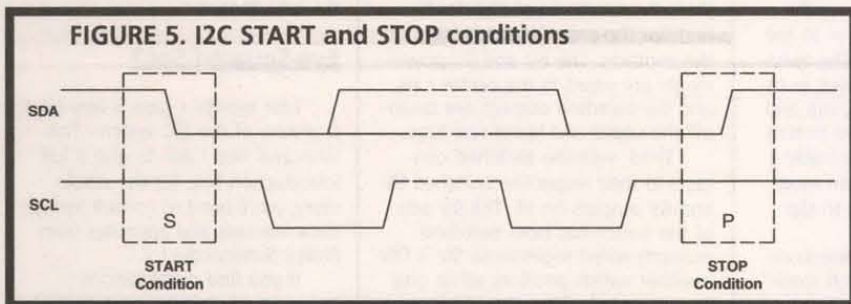 FIGURE 5. I2C START and STOP conditions
SDA
SCL
S
P
START
Condition
STOP
Condition